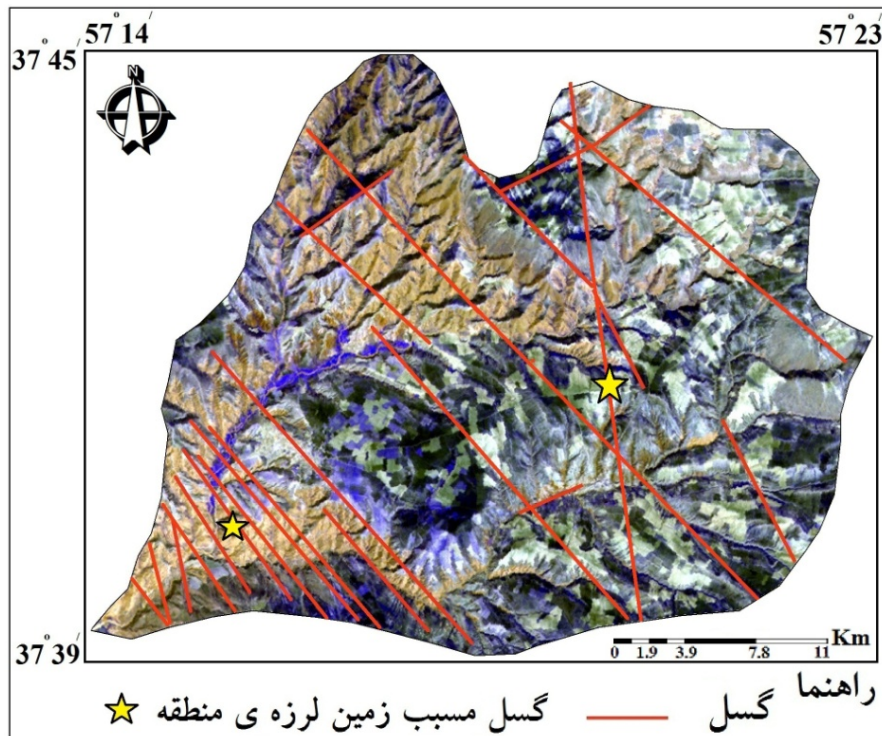 57° 14′ 57° 23′
37° 45′
N
37° 39′
Km
0 1.9 3.9 7.8 11
راهنما
گسل گسل مسبب زمین لرزه ی منطقه